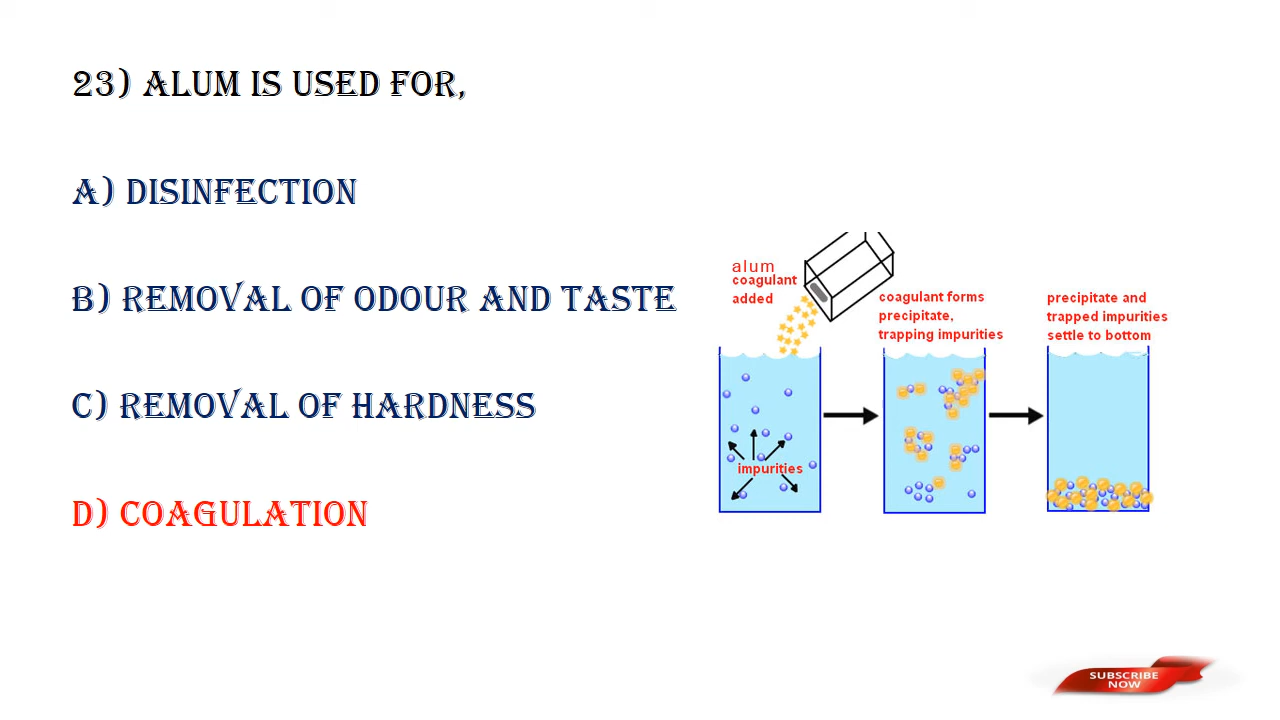 23) ALUM IS USED FOR,
A) DISINFECTION
B) REMOVAL OF ODOUR AND TASTE
C) REMOVAL OF HARDNESS
D) COAGULATION
alum
coagulant
added
impurities
coagulant forms
precipitate,
trapping impurities
precipitate and
trapped impurities
settle to bottom
SUBSCRIBE
NOW